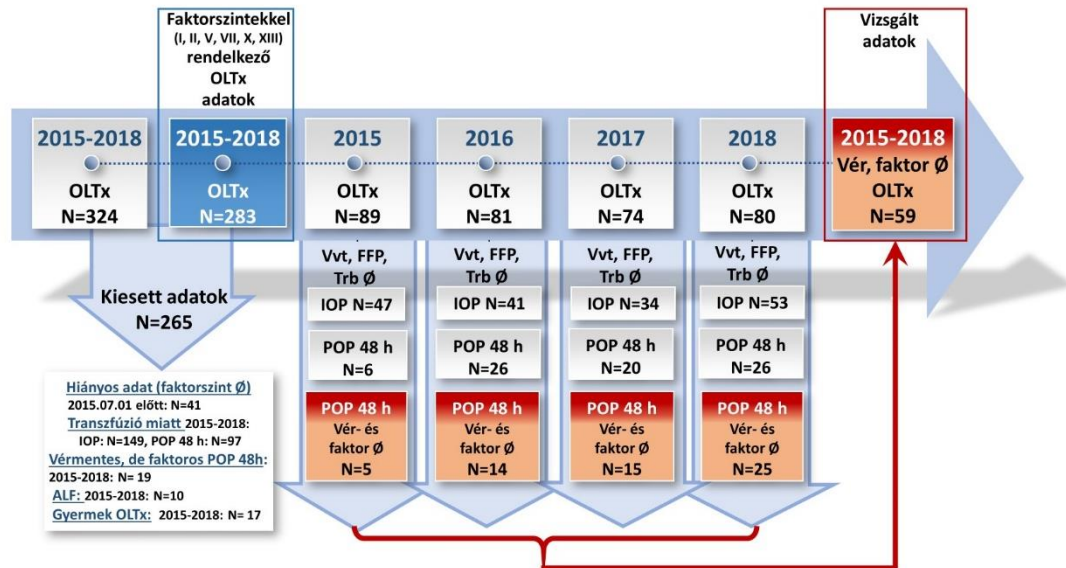 Faktorszintekkel
(I, II, V, VII, X, XIII)
rendelkező
OLTx
adatok
Vizsgált
adatok
2015-2018
OLTx
N=324
2015-2018
OLTx
N=283
2015
OLTx
N=89
2016
OLTx
N=81
2017
OLTx
N=74
2018
OLTx
N=80
2015-2018
Vér, faktor Ø
OLTx
N=59
Kiesett adatok
N=265
Hiányos adat (faktorszint Ø)
2015.07.01 előtt: N=41
Transzfúzió miatt 2015-2018:
IOP: N=149, POP 48 h: N=97
Vérmentes, de faktoros POP 48h:
2015-2018: N= 19
ALF: 2015-2018: N=10
Gyermek OLTx: 2015-2018: N= 17
Vvt, FFP,
Trb Ø
IOP N=47
POP 48 h
N=6
POP 48 h
Vér- és
faktor Ø
N=5
Vvt, FFP,
Trb Ø
IOP N=41
POP 48 h
N=26
POP 48 h
Vér- és
faktor Ø
N=14
Vvt, FFP,
Trb Ø
IOP N=34
POP 48 h
N=20
POP 48 h
Vér- és
faktor Ø
N=15
Vvt, FFP,
Trb Ø
IOP N=53
POP 48 h
N=26
POP 48 h
Vér- és
faktor Ø
N=25